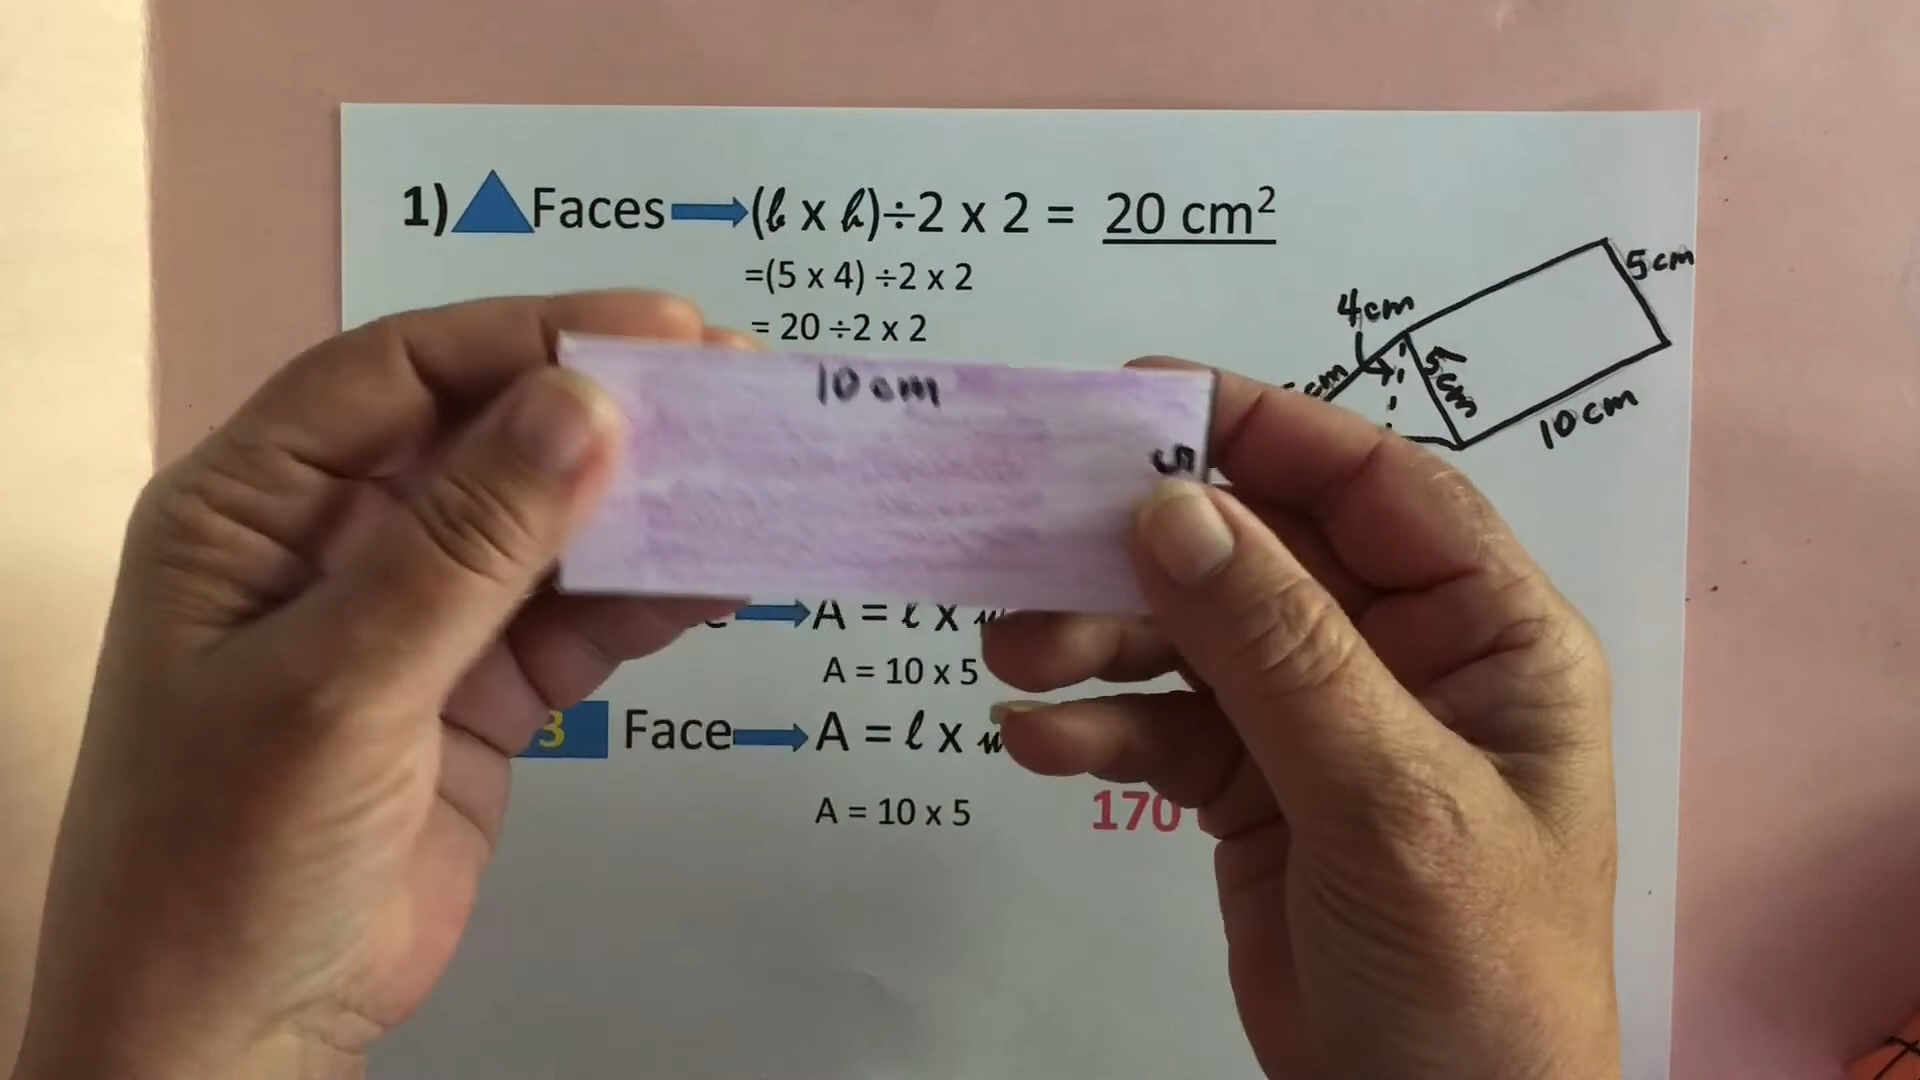 1) Faces (b x h)÷2 x 2 = 20 cm²
=(5 x 4) ÷2 x 2
= 20 ÷2 x 2
5cm
4cm
cm
5cm
10cm
10 cm
5
A = l x w
A = 10 x 5
3 Face A = l x w
A = 10 x 5
170